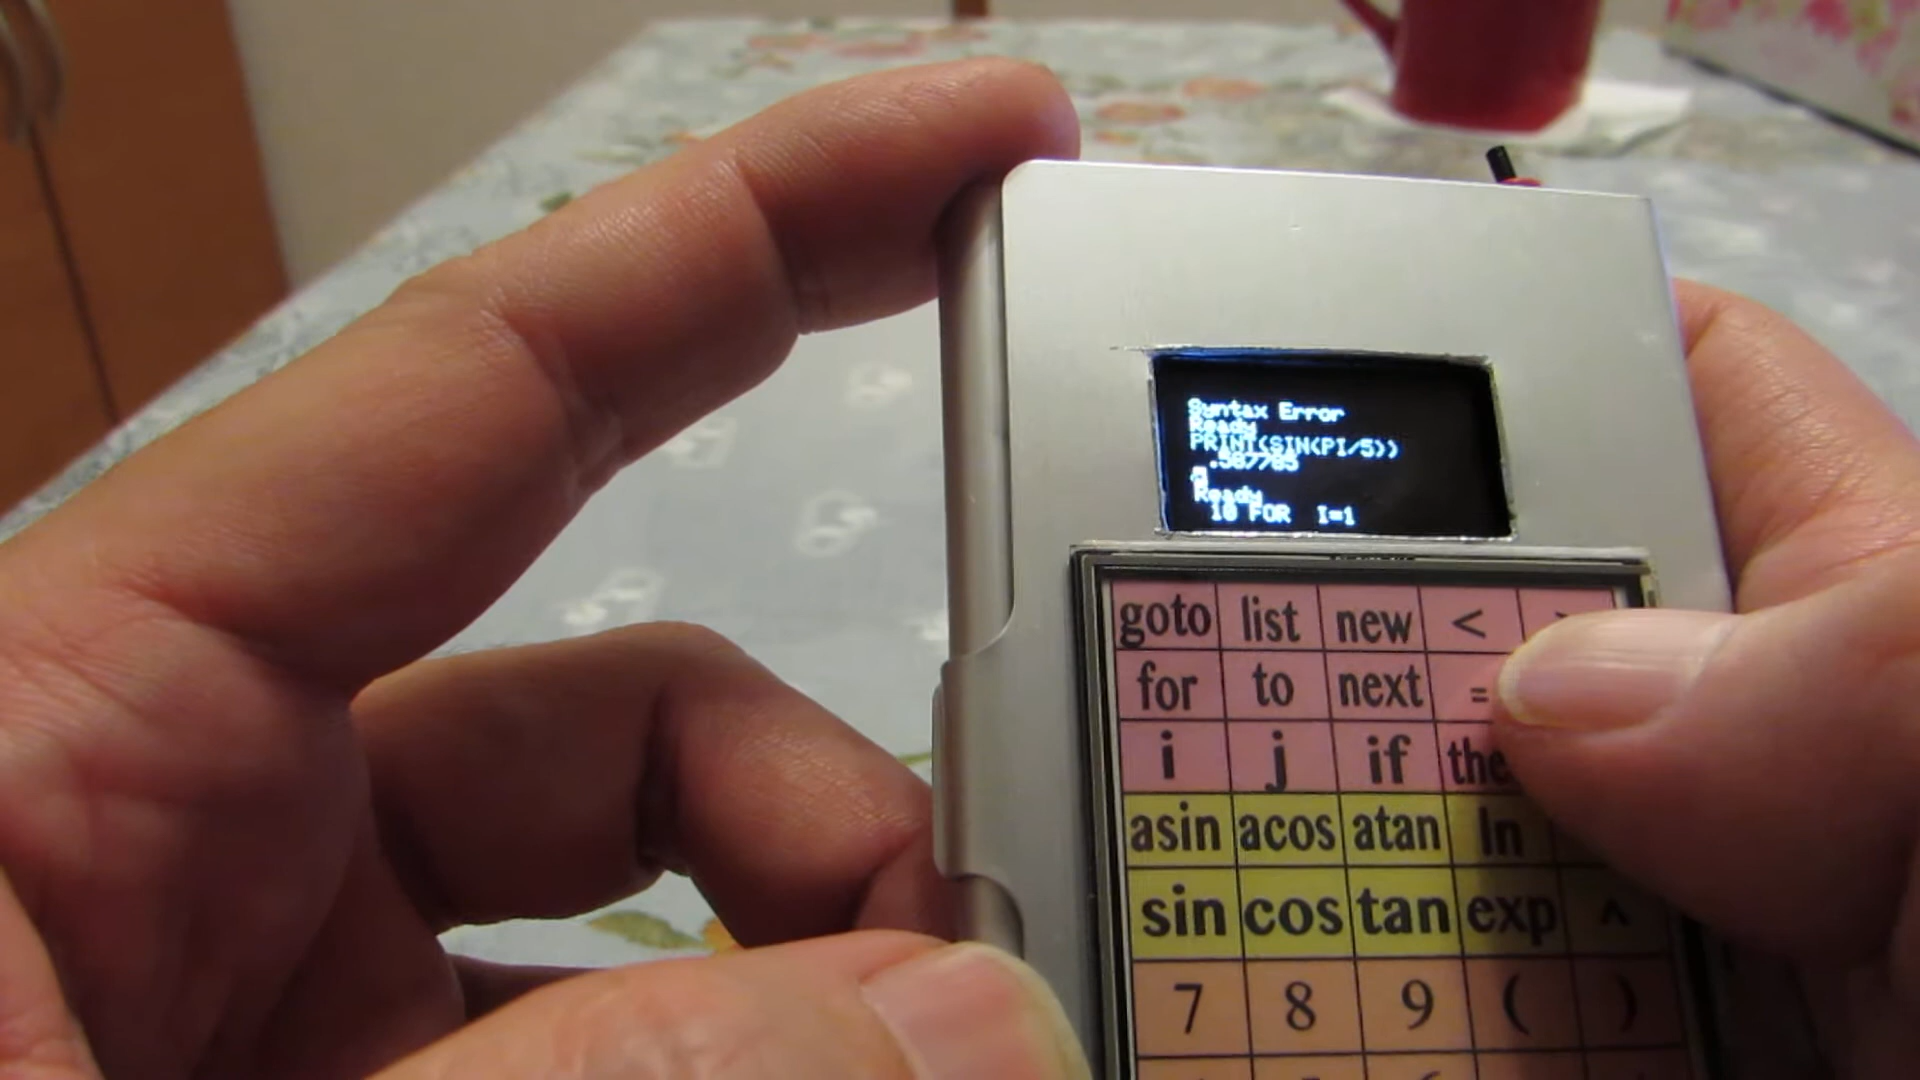 Syntax Error
Ready
PRINT(SIN(PI/5))
.587785
Ready
10 FOR I=1
goto list new <
for to next =
i j if the
asin acos atan ln
sin cos tan exp ^
7 8 9 ( )